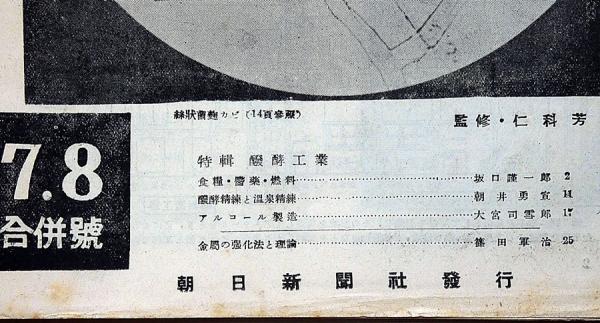 絲狀菌麴カビ(14頁參照)
監修・仁科芳
7.8
合併號
特輯 醱酵工業
食糧・醫藥・燃料 坂口謹一郎 2
醱酵精練と溫泉精練 朝井勇宣 11
アルコール製造 大宮司雪郎 17
金屬の强化法と理論 篠田軍治 25
朝日新聞社發行